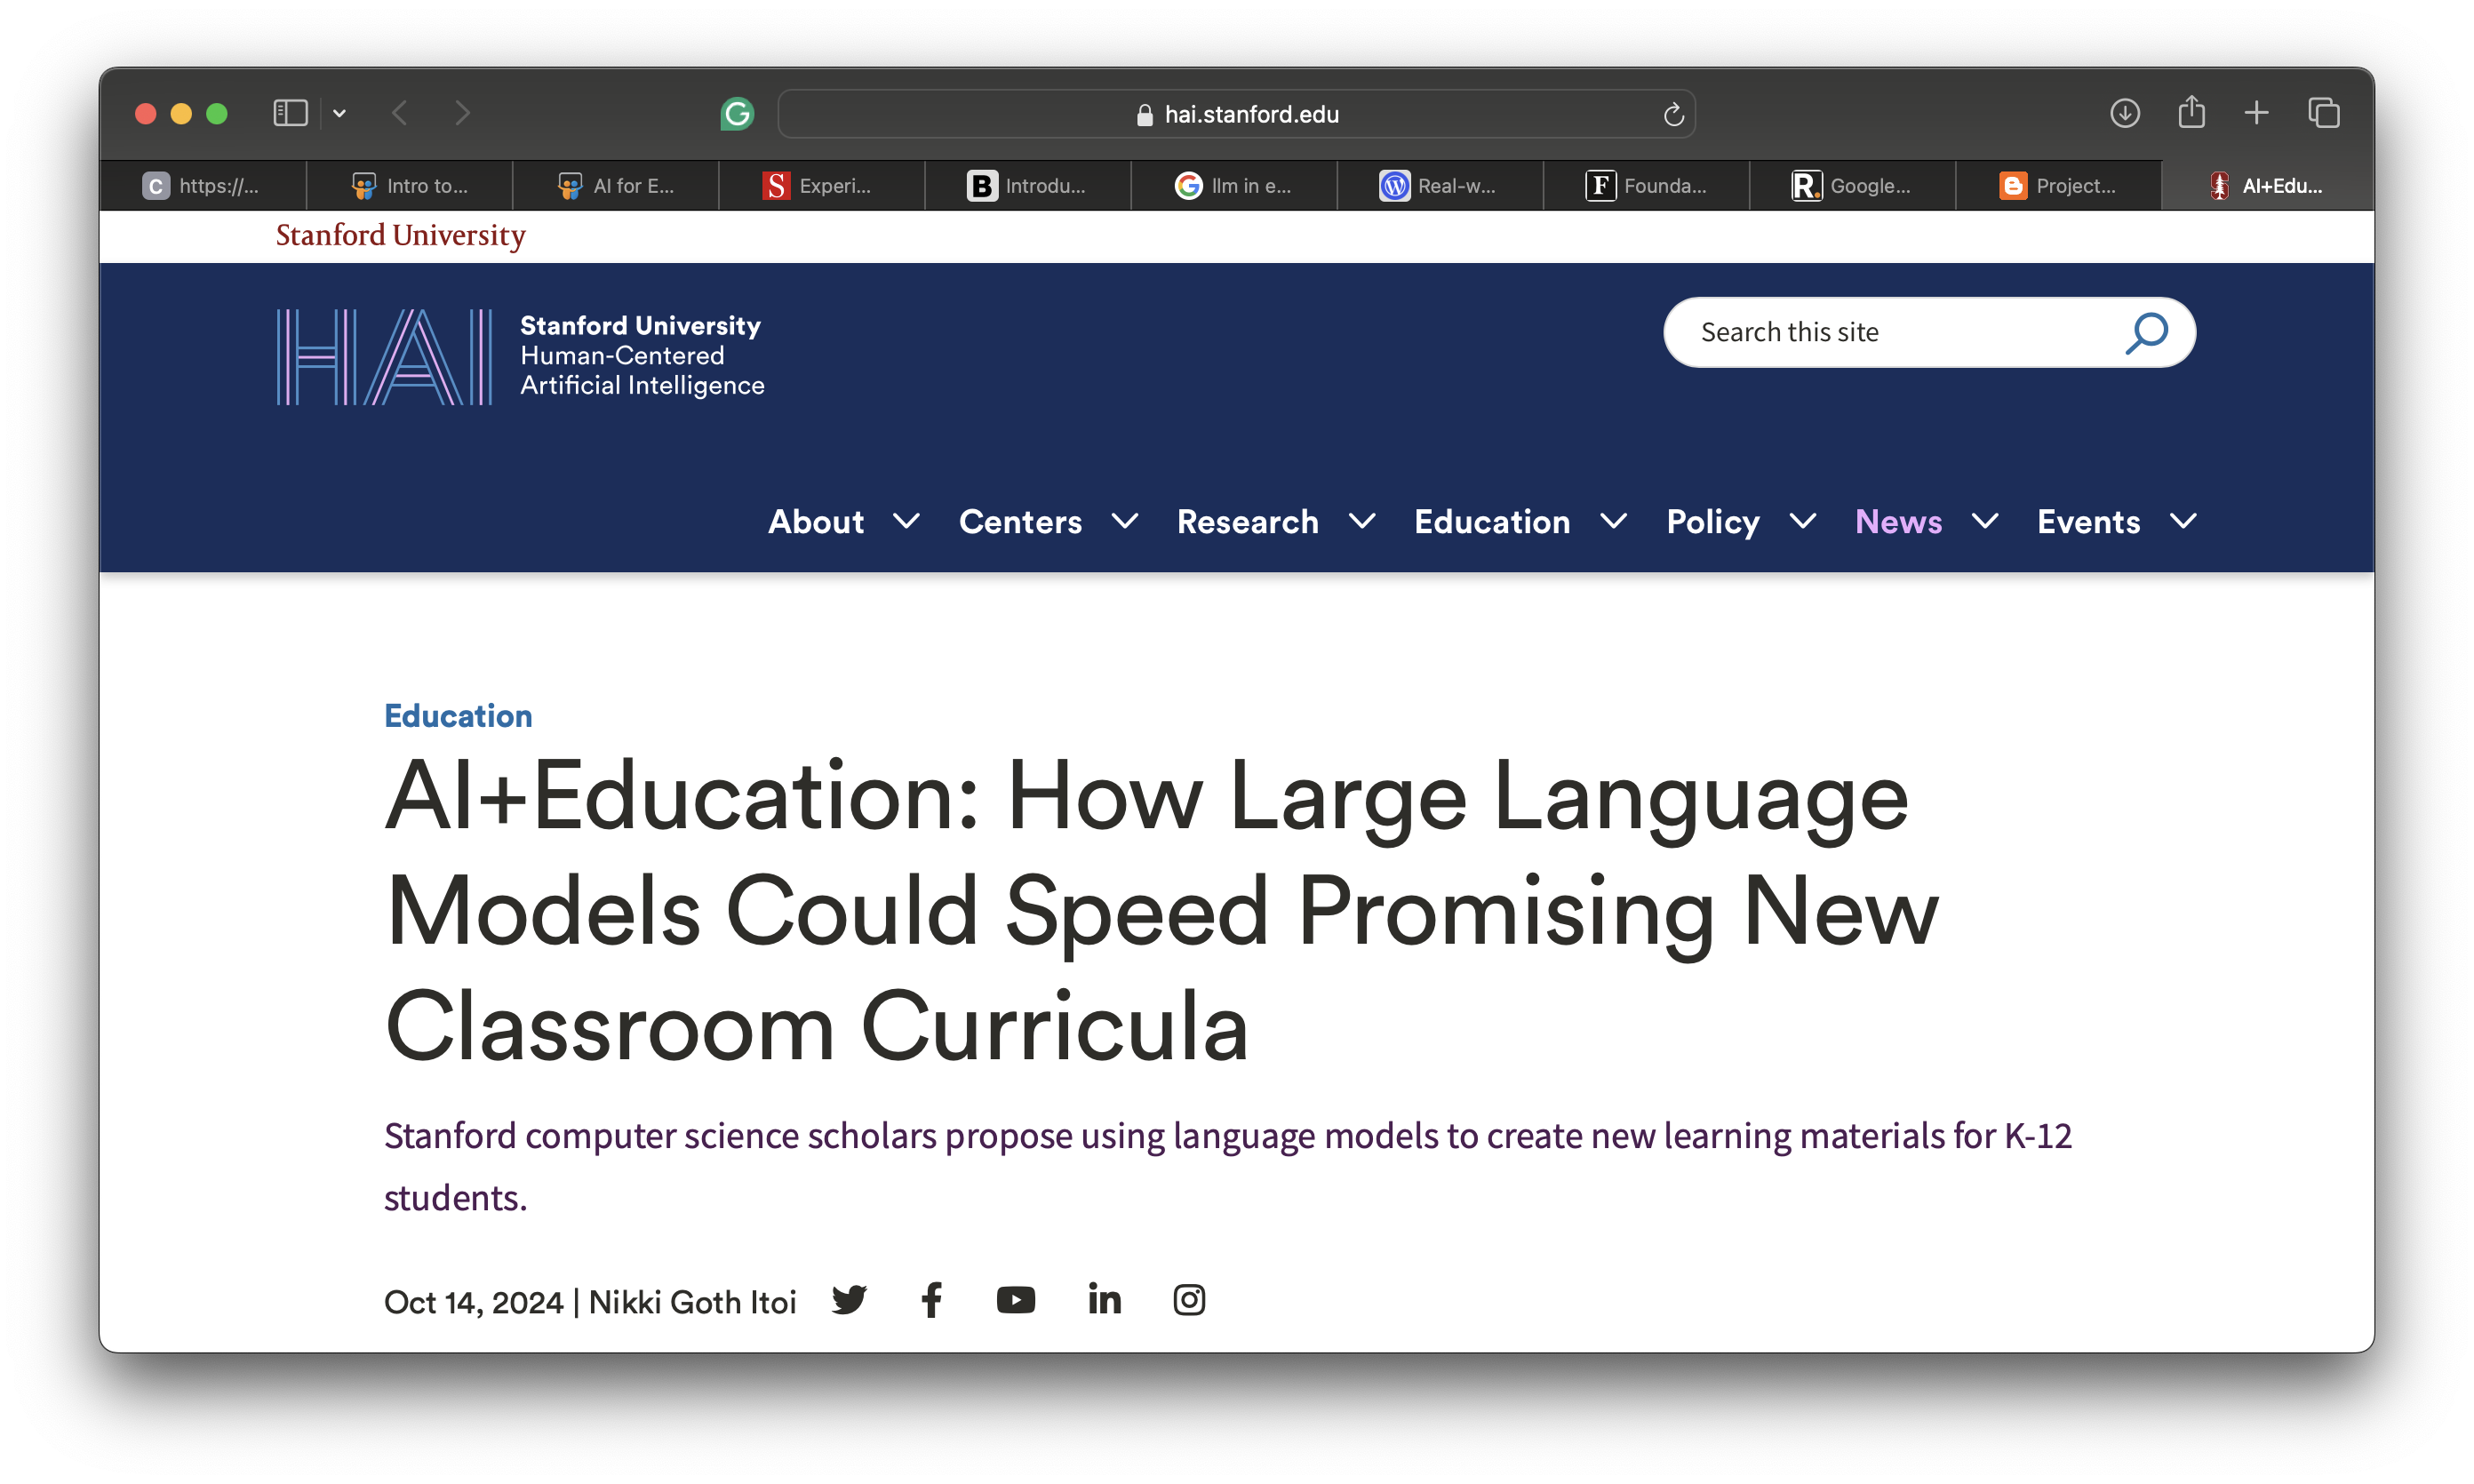 hai.stanford.edu
C https://...
Intro to...
AI for E...
S Experi...
B Introdu...
G llm in e...
W Real-w...
F Founda...
R. Google...
Project...
AI+Edu...
Stanford University
HAI
Stanford University
Human-Centered
Artificial Intelligence
Search this site
About
Centers
Research
Education
Policy
News
Events
Education
AI+Education: How Large Language
Models Could Speed Promising New
Classroom Curricula
Stanford computer science scholars propose using language models to create new learning materials for K-12
students.
Oct 14, 2024 | Nikki Goth Itoi